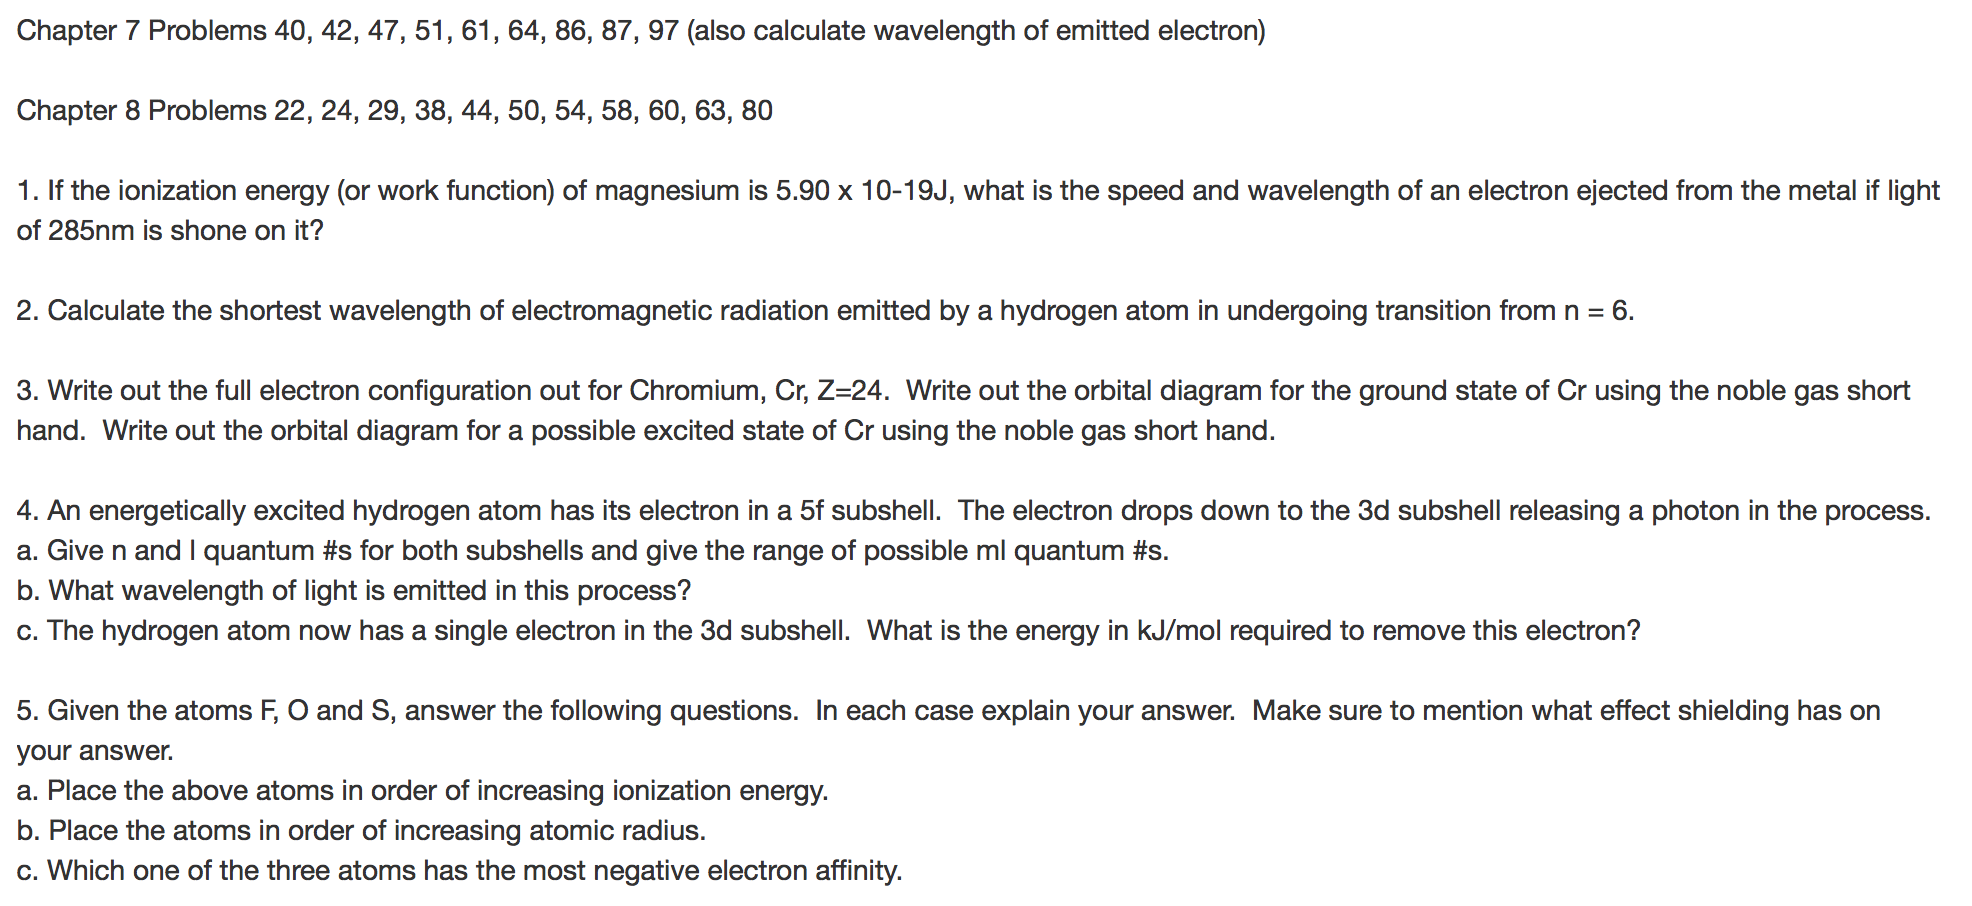 Chapter 7 Problems 40, 42, 47, 51, 61, 64, 86, 87, 97 (also calculate wavelength of emitted electron)
Chapter 8 Problems 22, 24, 29, 38, 44, 50, 54, 58, 60, 63, 80
1. If the ionization energy (or work function) of magnesium is 5.90 x 10-19J, what is the speed and wavelength of an electron ejected from the metal if light
of 285nm is shone on it?
2. Calculate the shortest wavelength of electromagnetic radiation emitted by a hydrogen atom in undergoing transition from n = 6.
3. Write out the full electron configuration out for Chromium, Cr, Z=24.  Write out the orbital diagram for the ground state of Cr using the noble gas short
hand.  Write out the orbital diagram for a possible excited state of Cr using the noble gas short hand.
4. An energetically excited hydrogen atom has its electron in a 5f subshell.  The electron drops down to the 3d subshell releasing a photon in the process.
a. Give n and l quantum #s for both subshells and give the range of possible ml quantum #s.
b. What wavelength of light is emitted in this process?
c. The hydrogen atom now has a single electron in the 3d subshell.  What is the energy in kJ/mol required to remove this electron?
5. Given the atoms F, O and S, answer the following questions.  In each case explain your answer.  Make sure to mention what effect shielding has on
your answer.
a. Place the above atoms in order of increasing ionization energy.
b. Place the atoms in order of increasing atomic radius.
c. Which one of the three atoms has the most negative electron affinity.